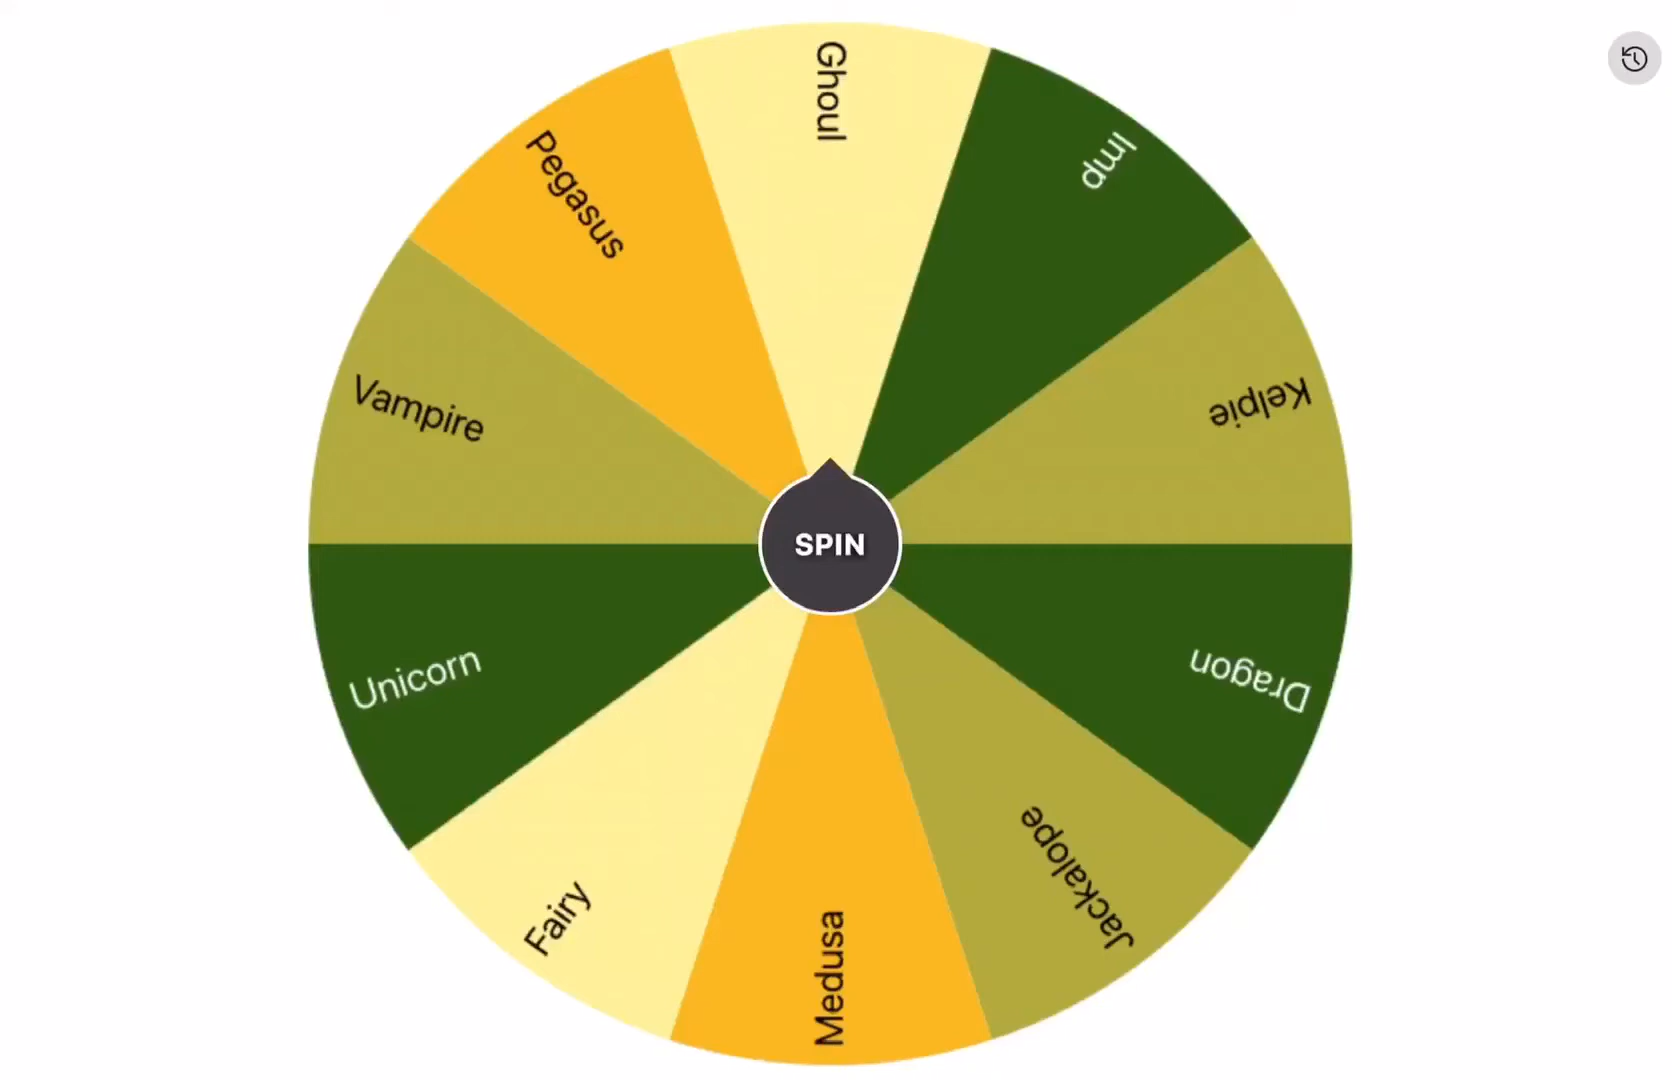 Ghoul
Imp
Kelpie
Dragon
Jackalope
Medusa
Fairy
Unicorn
Vampire
Pegasus
SPIN